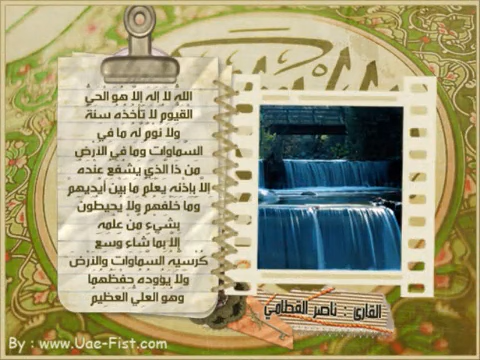 الله لا إله إلا هو الحي
القيوم لا تأخذه سنة
ولا نوم له ما في
السماوات وما في الأرض
من ذا الذي يشفع عنده
إلا بإذنه يعلم ما بين أيديهم
وما خلفهم ولا يحيطون
بشيء من علمه
إلا بما شاء وسع
كرسيه السماوات والأرض
ولا يؤوده حفظهما
وهو العلي العظيم
القارئ : ناصر القطامي
By : www.Uae-Fist.com